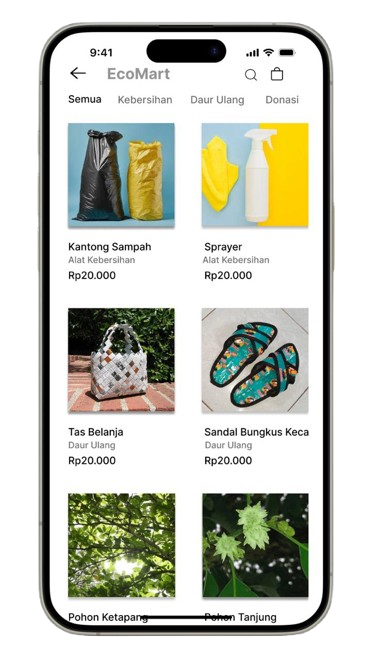 9:41
EcoMart
Semua Kebersihan Daur Ulang Donasi
Kantong Sampah
Alat Kebersihan
Rp20.000
Sprayer
Alat Kebersihan
Rp20.000
Tas Belanja
Daur Ulang
Rp20.000
Sandal Bungkus Keca
Daur Ulang
Rp20.000
Pohon Ketapang
Pohon Tanjung